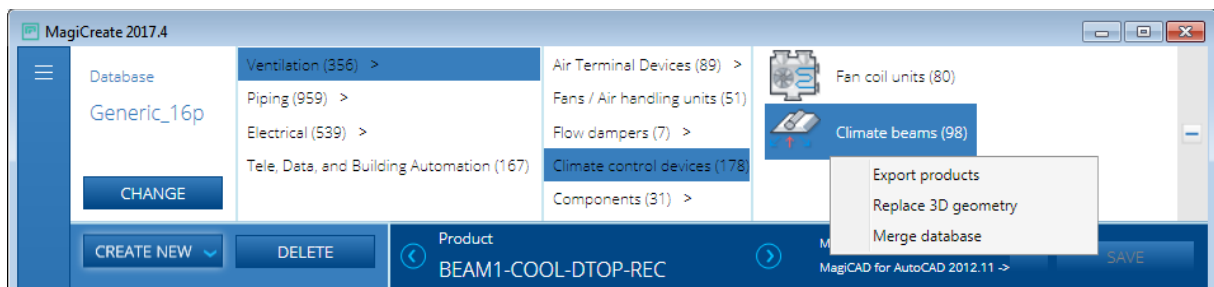 MagiCreate 2017.4
Database
Generic_16p
CHANGE
Ventilation (356) >
Piping (959) >
Electrical (539) >
Tele, Data, and Building Automation (167)
Air Terminal Devices (89) >
Fans / Air handling units (51)
Flow dampers (7) >
Climate control devices (178)
Components (31) >
Fan coil units (80)
Climate beams (98)
Export products
Replace 3D geometry
Merge database
CREATE NEW
DELETE
Product
BEAM1-COOL-DTOP-REC
MagiCAD for AutoCAD 2012.11 ->
SAVE